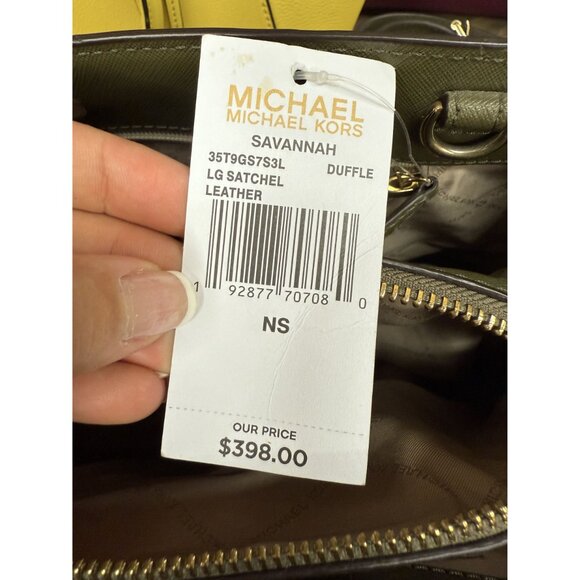 MICHAEL
MICHAEL KORS
SAVANNAH
35T9GS7S3L DUFFLE
LG SATCHEL
LEATHER
1 92877 70708 0
NS
OUR PRICE
$398.00